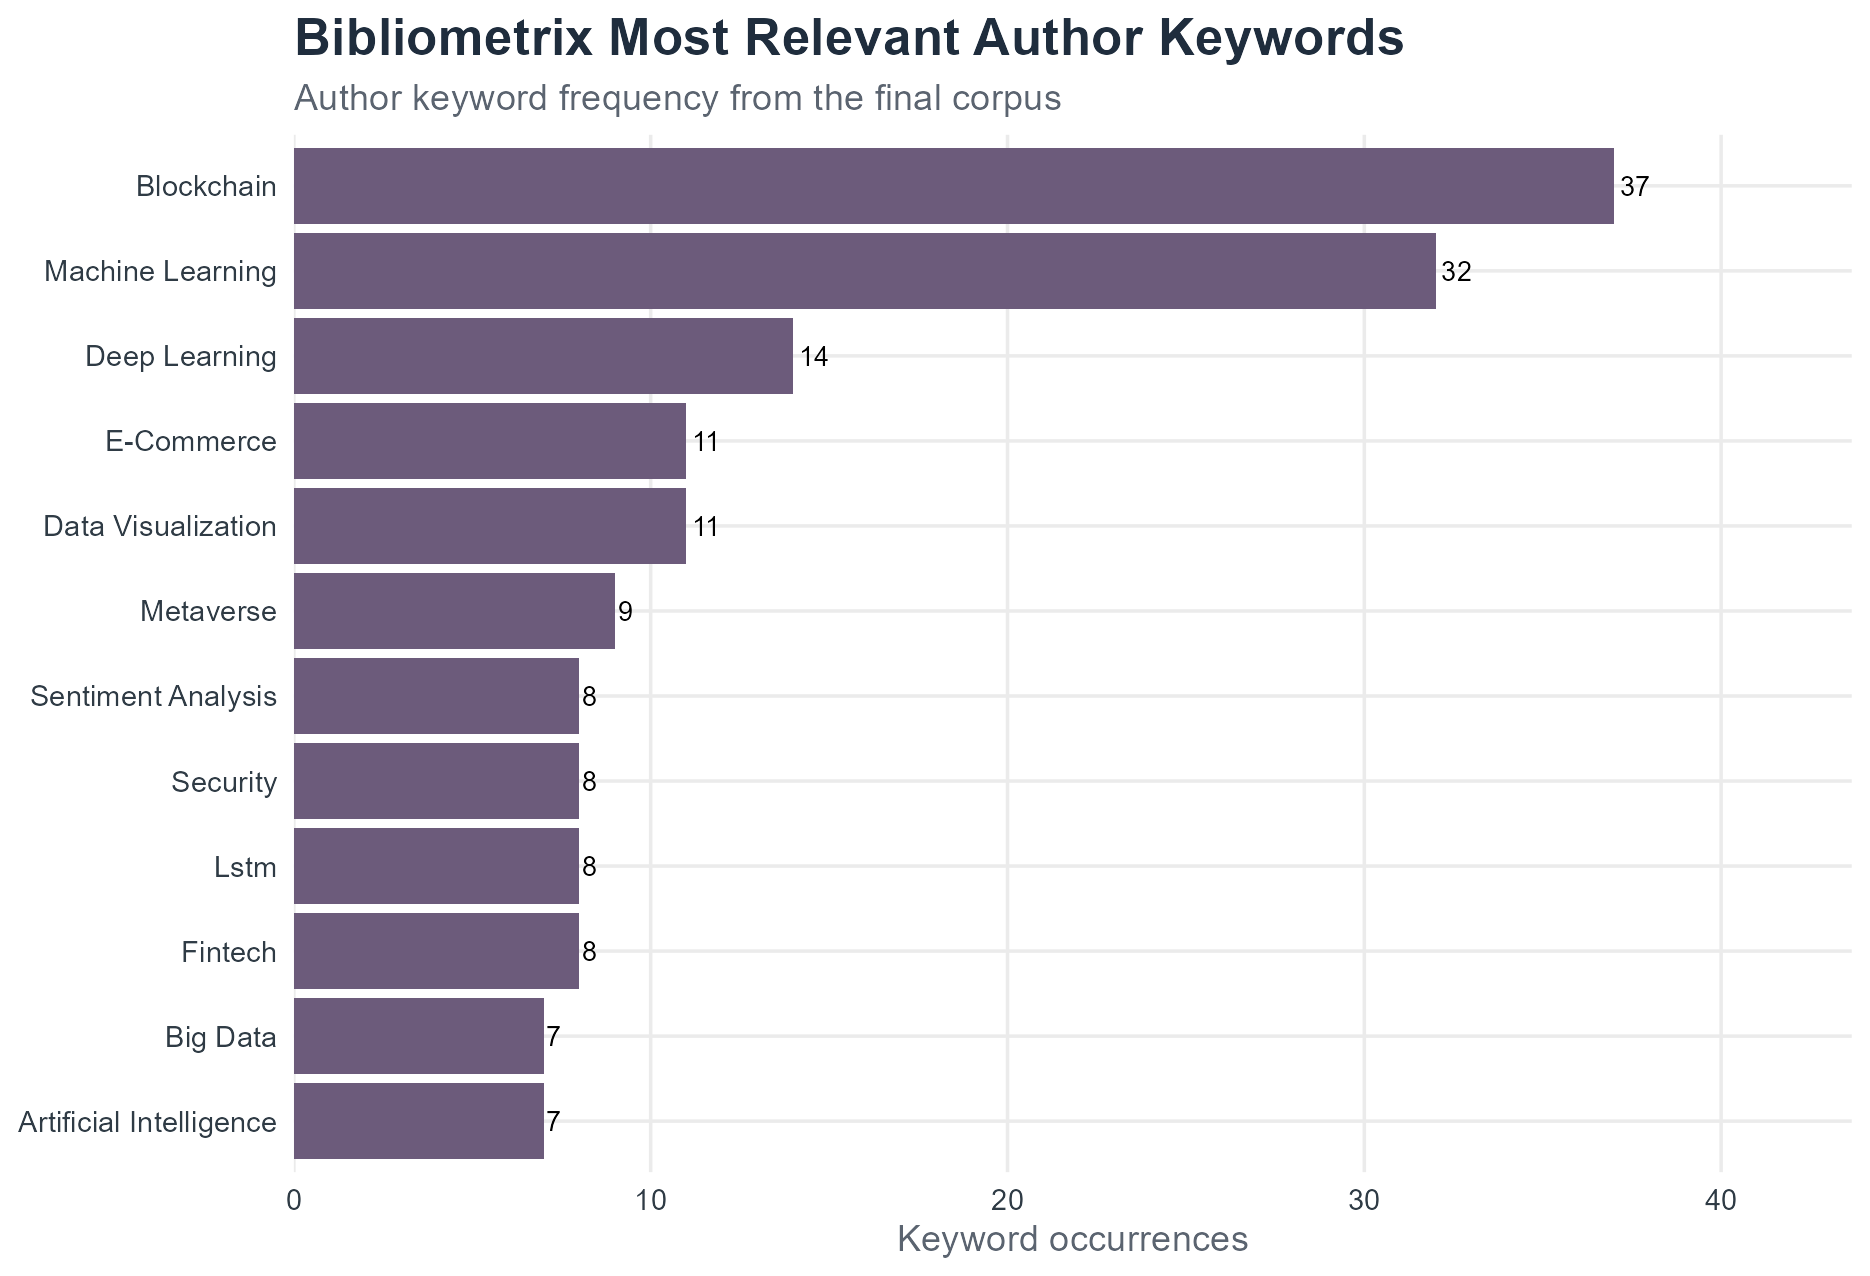 Bibliometrix Most Relevant Author Keywords
Author keyword frequency from the final corpus
Blockchain 37
Machine Learning 32
Deep Learning 14
E-Commerce 11
Data Visualization 11
Metaverse 9
Sentiment Analysis 8
Security 8
Lstm 8
Fintech 8
Big Data 7
Artificial Intelligence 7
0 10 20 30 40
Keyword occurrences